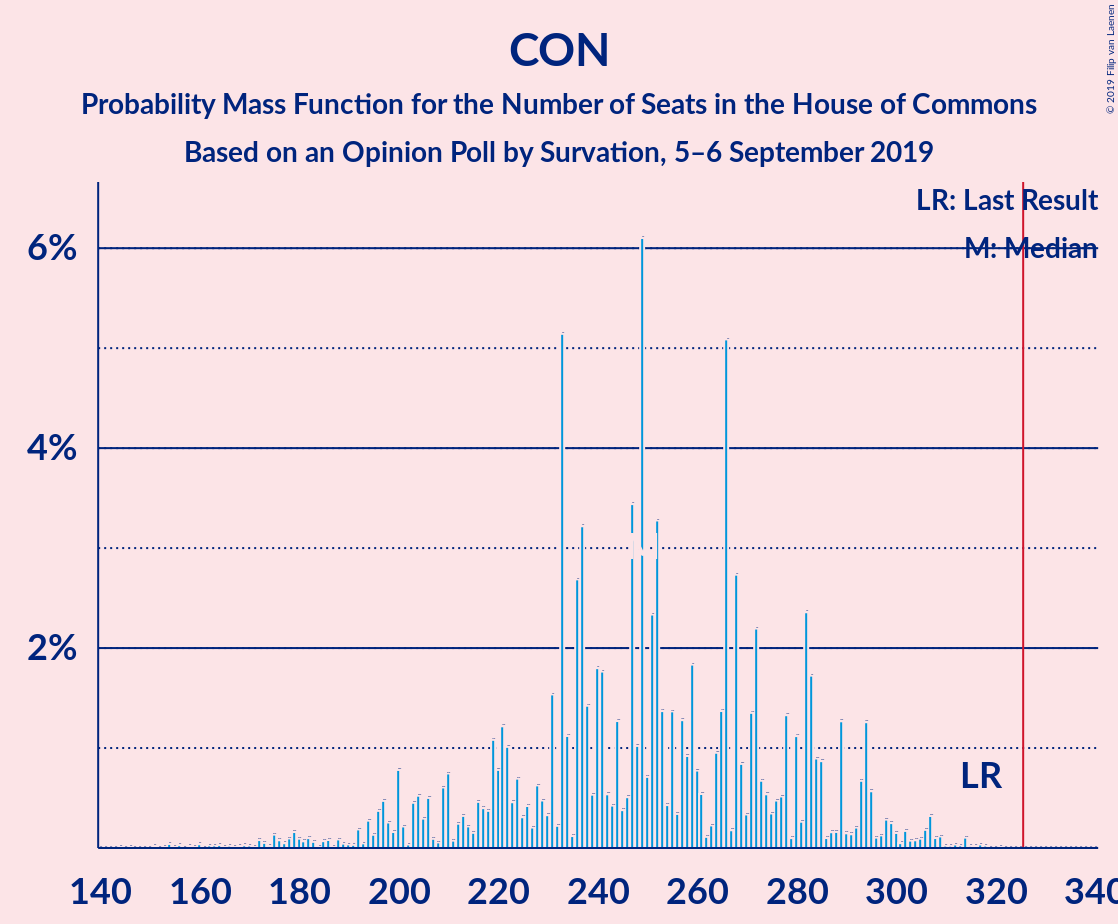 CON
Probability Mass Function for the Number of Seats in the House of Commons
Based on an Opinion Poll by Survation, 5–6 September 2019
© 2019 Filip van Laenen
LR: Last Result
M: Median
6%
4%
2%
LR
140 160 180 200 220 240 260 280 300 320 340